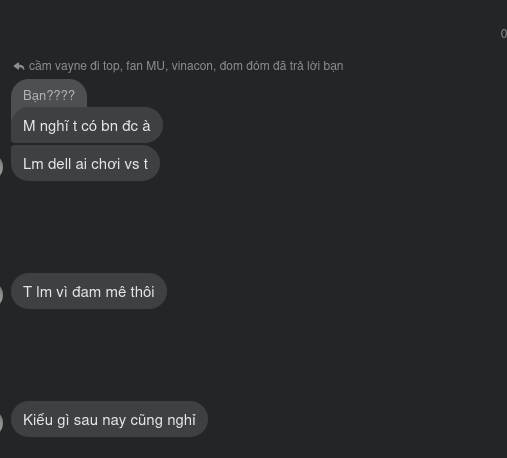 0
cầm vayne đi top, fan MU, vinacon, đom đóm đã trả lời bạn
Bạn????
M nghĩ t có bn đc à
Lm dell ai chơi vs t
T lm vì đam mê thôi
Kiểu gì sau nay cũng nghỉ